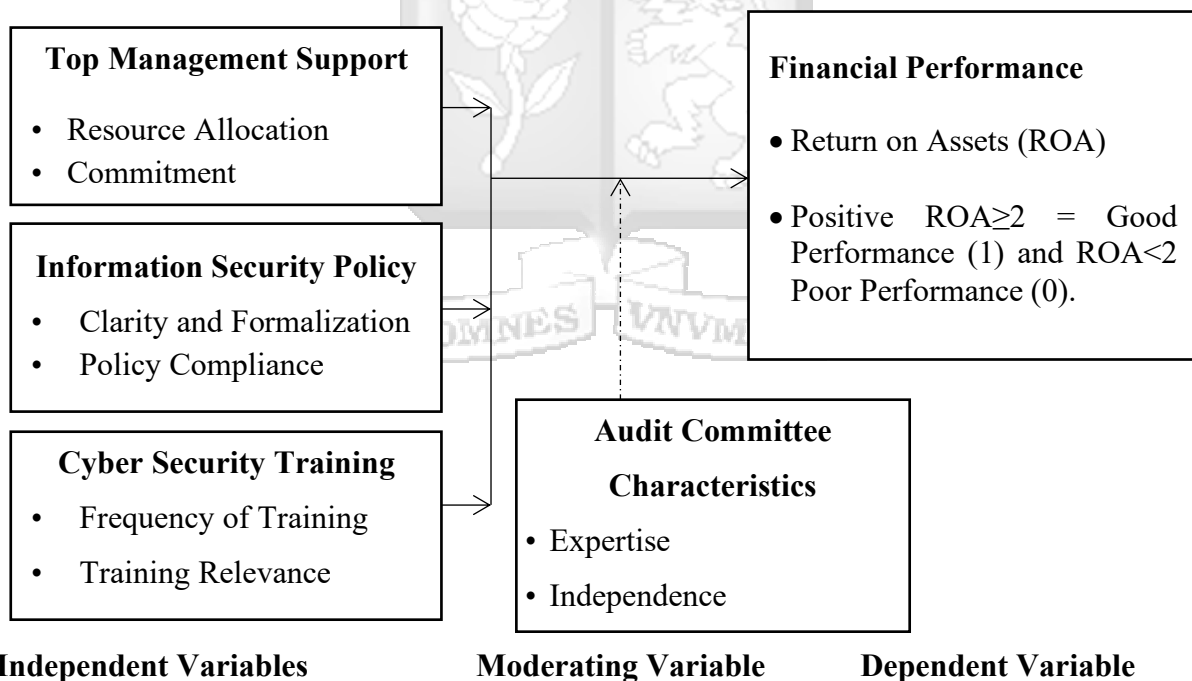 Top Management Support
• Resource Allocation
• Commitment
Information Security Policy
• Clarity and Formalization
• Policy Compliance
Cyber Security Training
• Frequency of Training
• Training Relevance
Financial Performance
• Return on Assets (ROA)
• Positive ROA≥2 = Good
Performance (1) and ROA<2
Poor Performance (0).
Audit Committee
Characteristics
• Expertise
• Independence
OMNES VNVM
Independent Variables Moderating Variable Dependent Variable